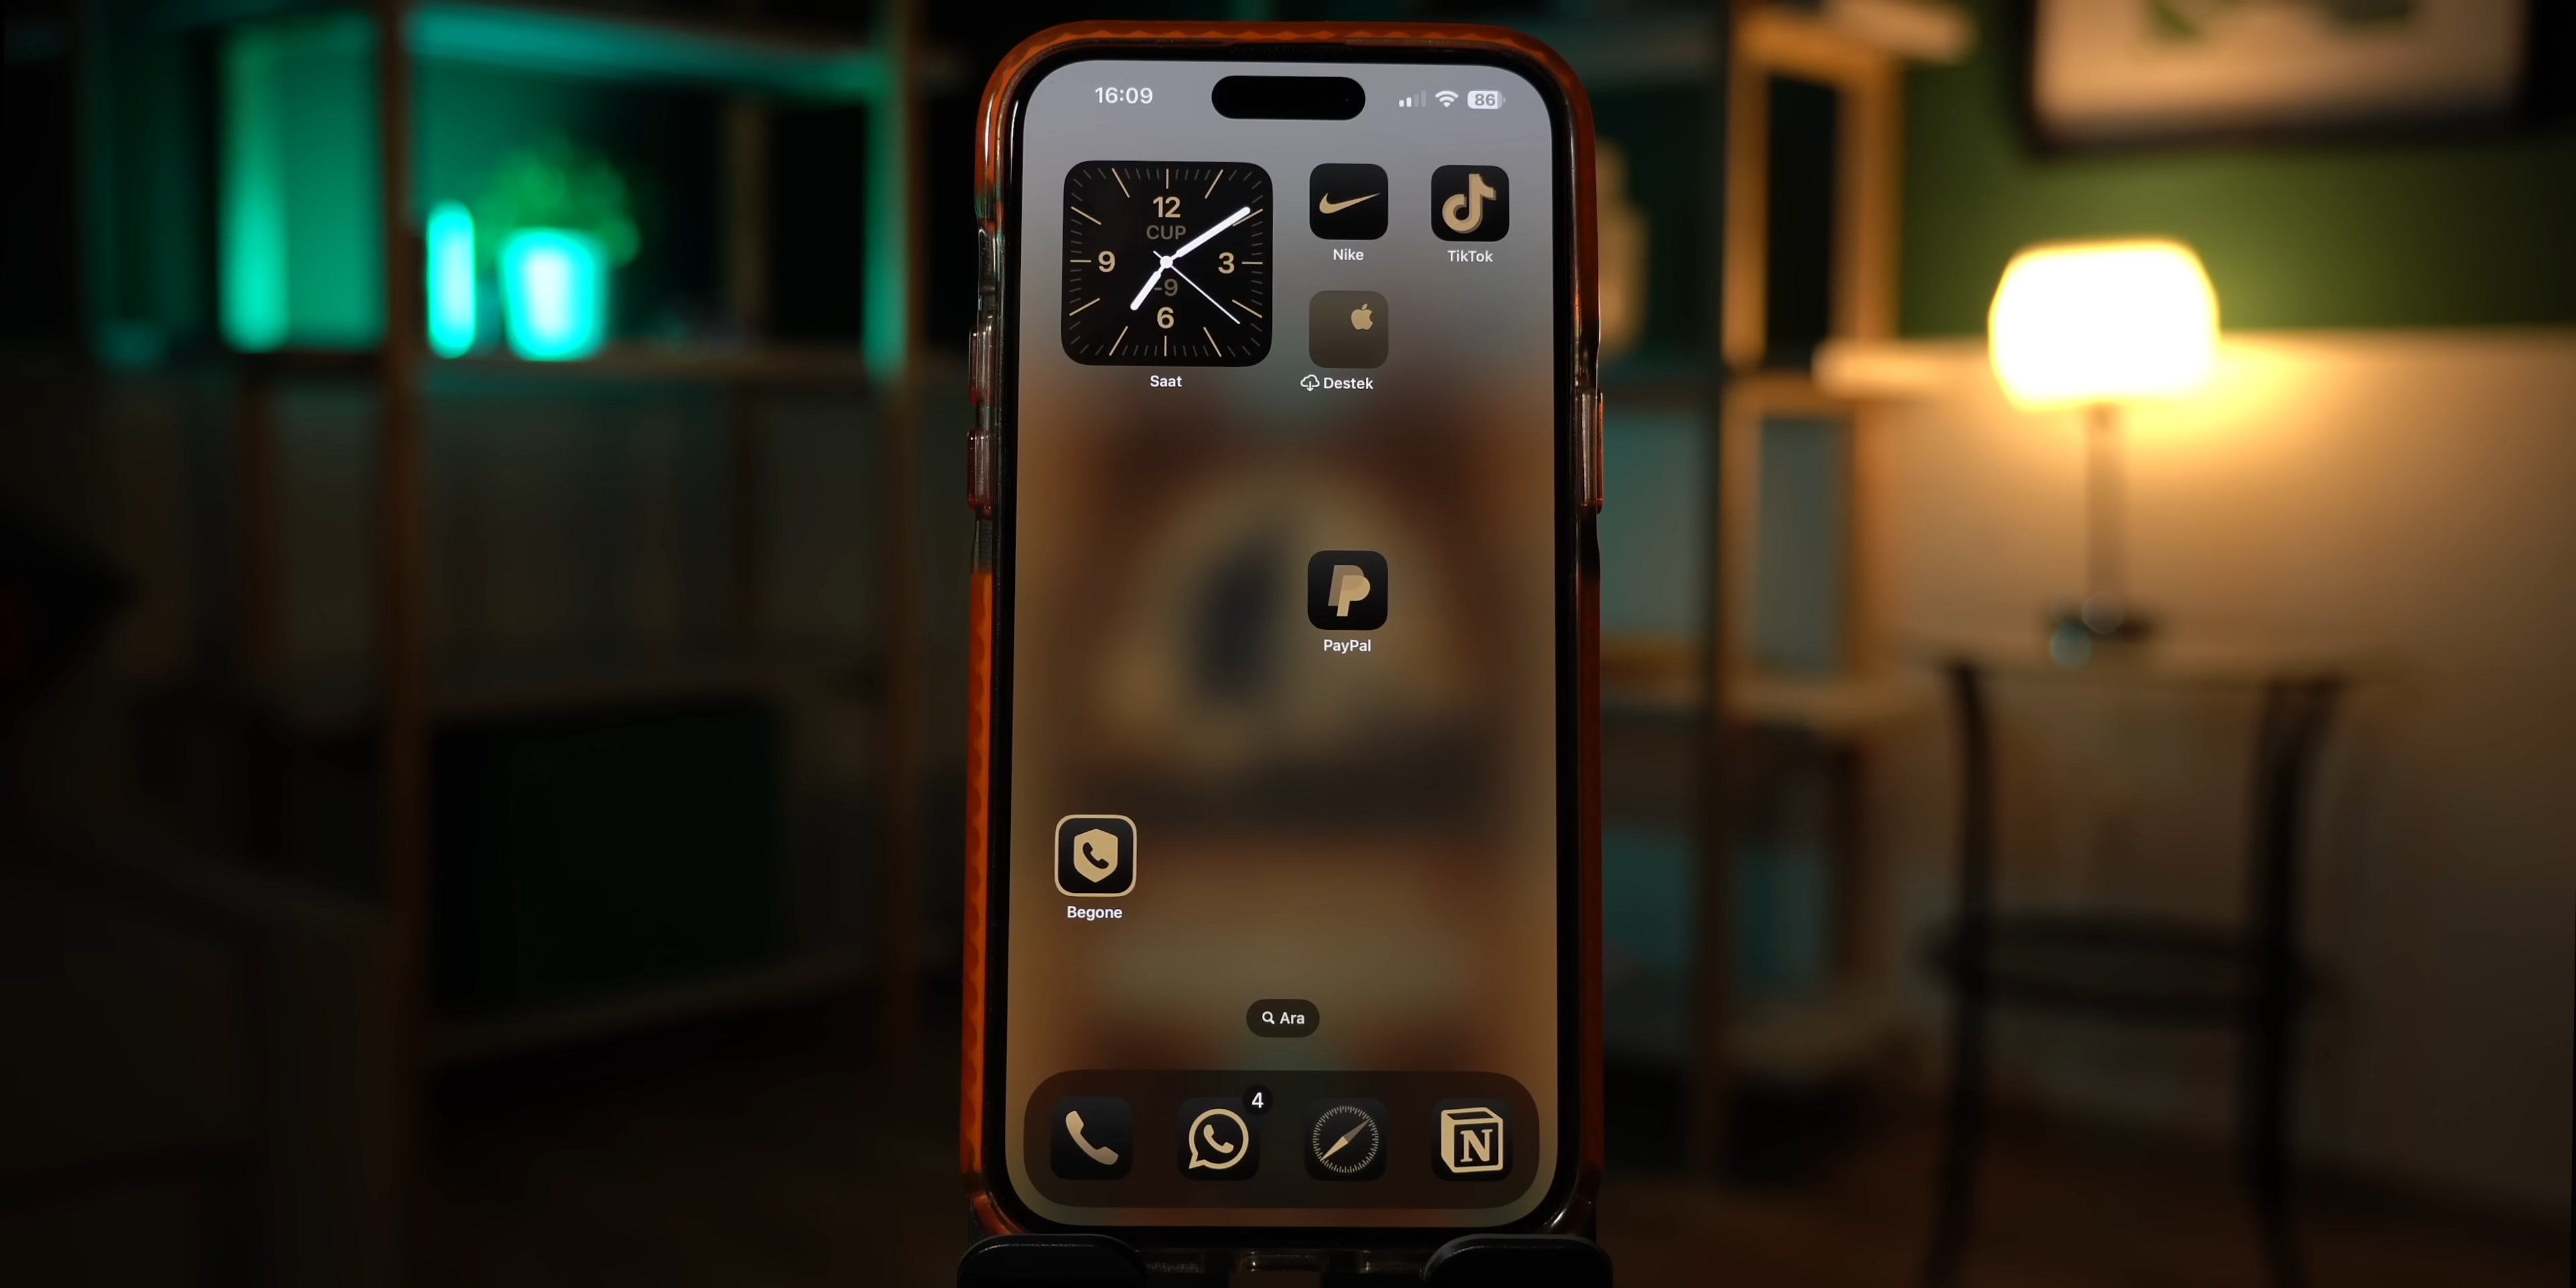 16:09
86
12
CUP
9
3
-9
6
Saat
Nike
TikTok
Destek
PayPal
Begone
Ara
4
N